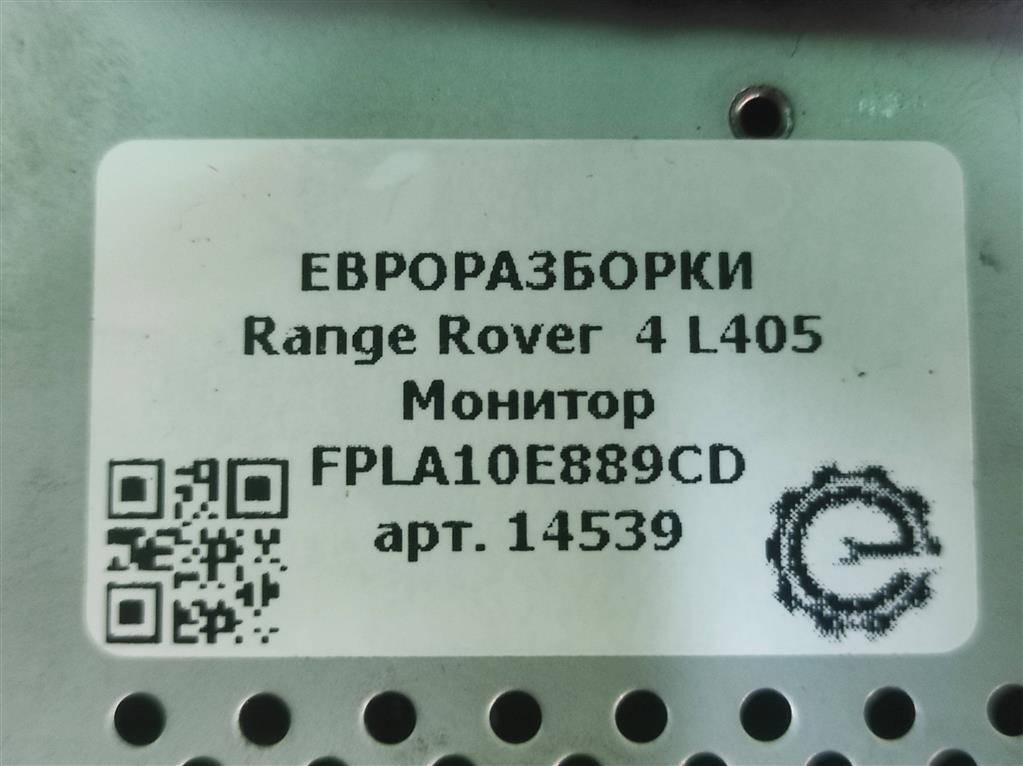 ЕВРОРАЗБОРКИ
Range Rover 4 L405
Монитор
FPLA10E889CD
арт. 14539